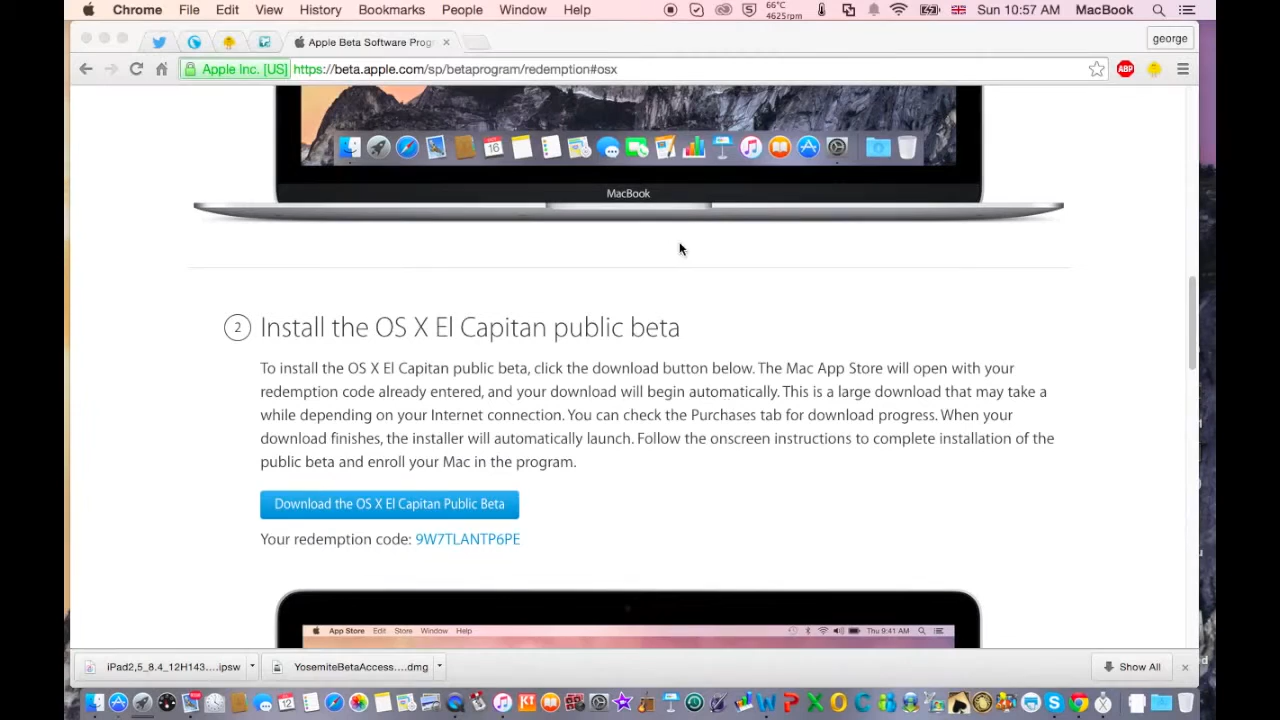 Chrome File Edit View History Bookmarks People Window Help 66°C 4625rpm Sun 10:57 AM MacBook
Apple Beta Software Prog george
Apple Inc. [US] https://beta.apple.com/sp/betaprogram/redemption#osx ABP
MacBook
2 Install the OS X El Capitan public beta
To install the OS X El Capitan public beta, click the download button below. The Mac App Store will open with your
redemption code already entered, and your download will begin automatically. This is a large download that may take a
while depending on your Internet connection. You can check the Purchases tab for download progress. When your
download finishes, the installer will automatically launch. Follow the onscreen instructions to complete installation of the
public beta and enroll your Mac in the program.
Download the OS X El Capitan Public Beta
Your redemption code: 9W7TLANTP6PE
App Store Edit Store Window Help Thu 9:41 AM
iPad2,5_8.4_12H143....ipsw YosemiteBetaAccess....dmg Show All